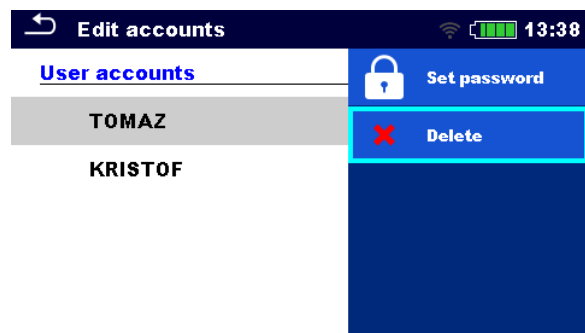 Edit accounts
13:38
User accounts
Set password
TOMAZ
Delete
KRISTOF